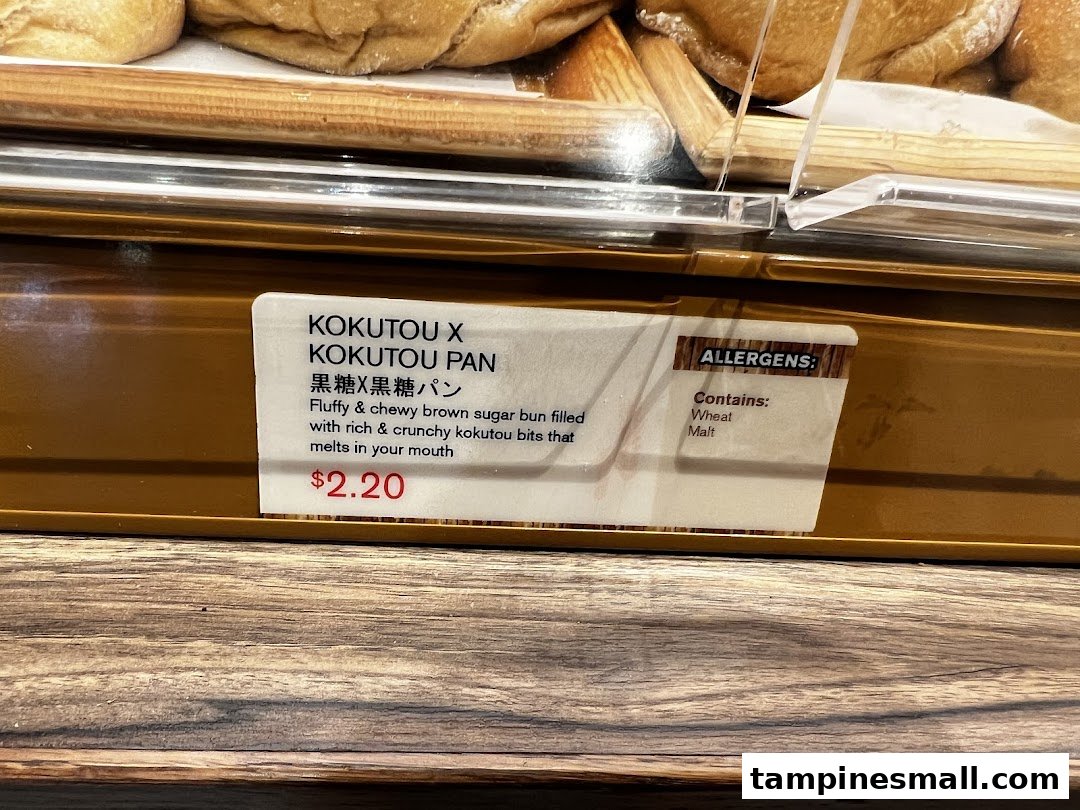 KOKUTOU X
KOKUTOU PAN
黒糖X黒糖パン
Fluffy & chewy brown sugar bun filled
with rich & crunchy kokutou bits that
melts in your mouth
$2.20
ALLERGENS:
Contains:
Wheat
Malt
tampinesmall.com